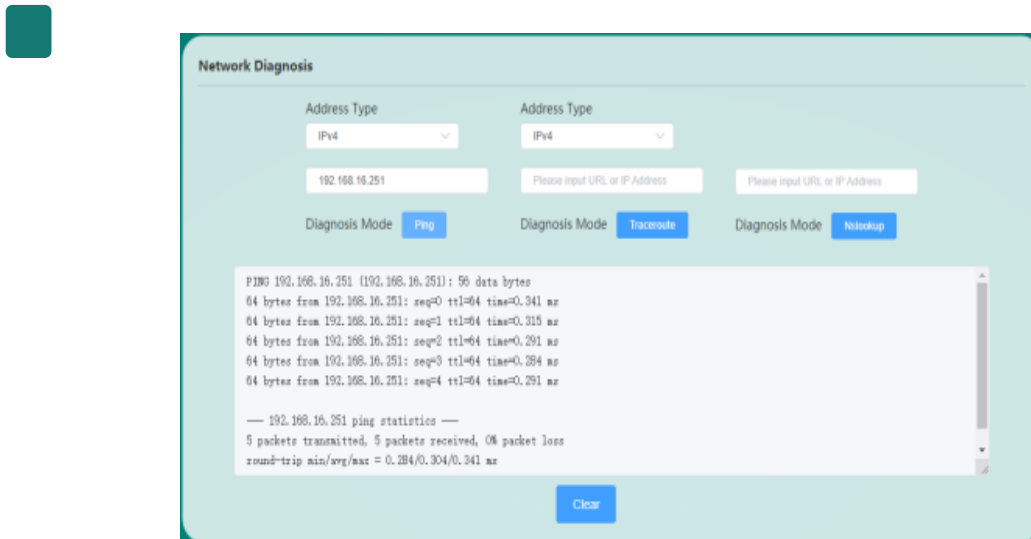 Network Diagnosis
Address Type
Address Type
IPv4
IPv4
192.168.16.251
Please input URL or IP Address
Please input URL or IP Address
Diagnosis Mode Ping
Diagnosis Mode Traceroute
Diagnosis Mode Nslookup
PING 192.168.16.251 (192.168.16.251): 56 data bytes
64 bytes from 192.168.16.251: seq=0 ttl=64 time=0.341 ms
64 bytes from 192.168.16.251: seq=1 ttl=64 time=0.315 ms
64 bytes from 192.168.16.251: seq=2 ttl=64 time=0.291 ms
64 bytes from 192.168.16.251: seq=3 ttl=64 time=0.284 ms
64 bytes from 192.168.16.251: seq=4 ttl=64 time=0.291 ms
--- 192.168.16.251 ping statistics ---
5 packets transmitted, 5 packets received, 0% packet loss
round-trip min/avg/max = 0.284/0.304/0.341 ms
Clear